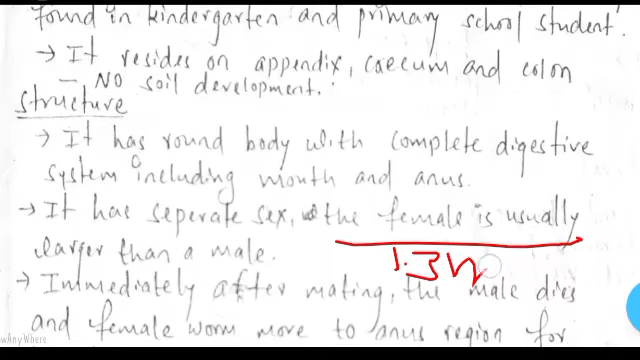 found in kindergarten and primary school student.
→ It resides on appendix, caecum and colon
— No soil development.
Structure
→ It has round body with complete digestive
system including mouth and anus.
→ It has seperate sex, the female is usually
larger than a male.
1.3
→ Immediately after mating, the male dies
and female worm move to anus region for
owAnyWhere